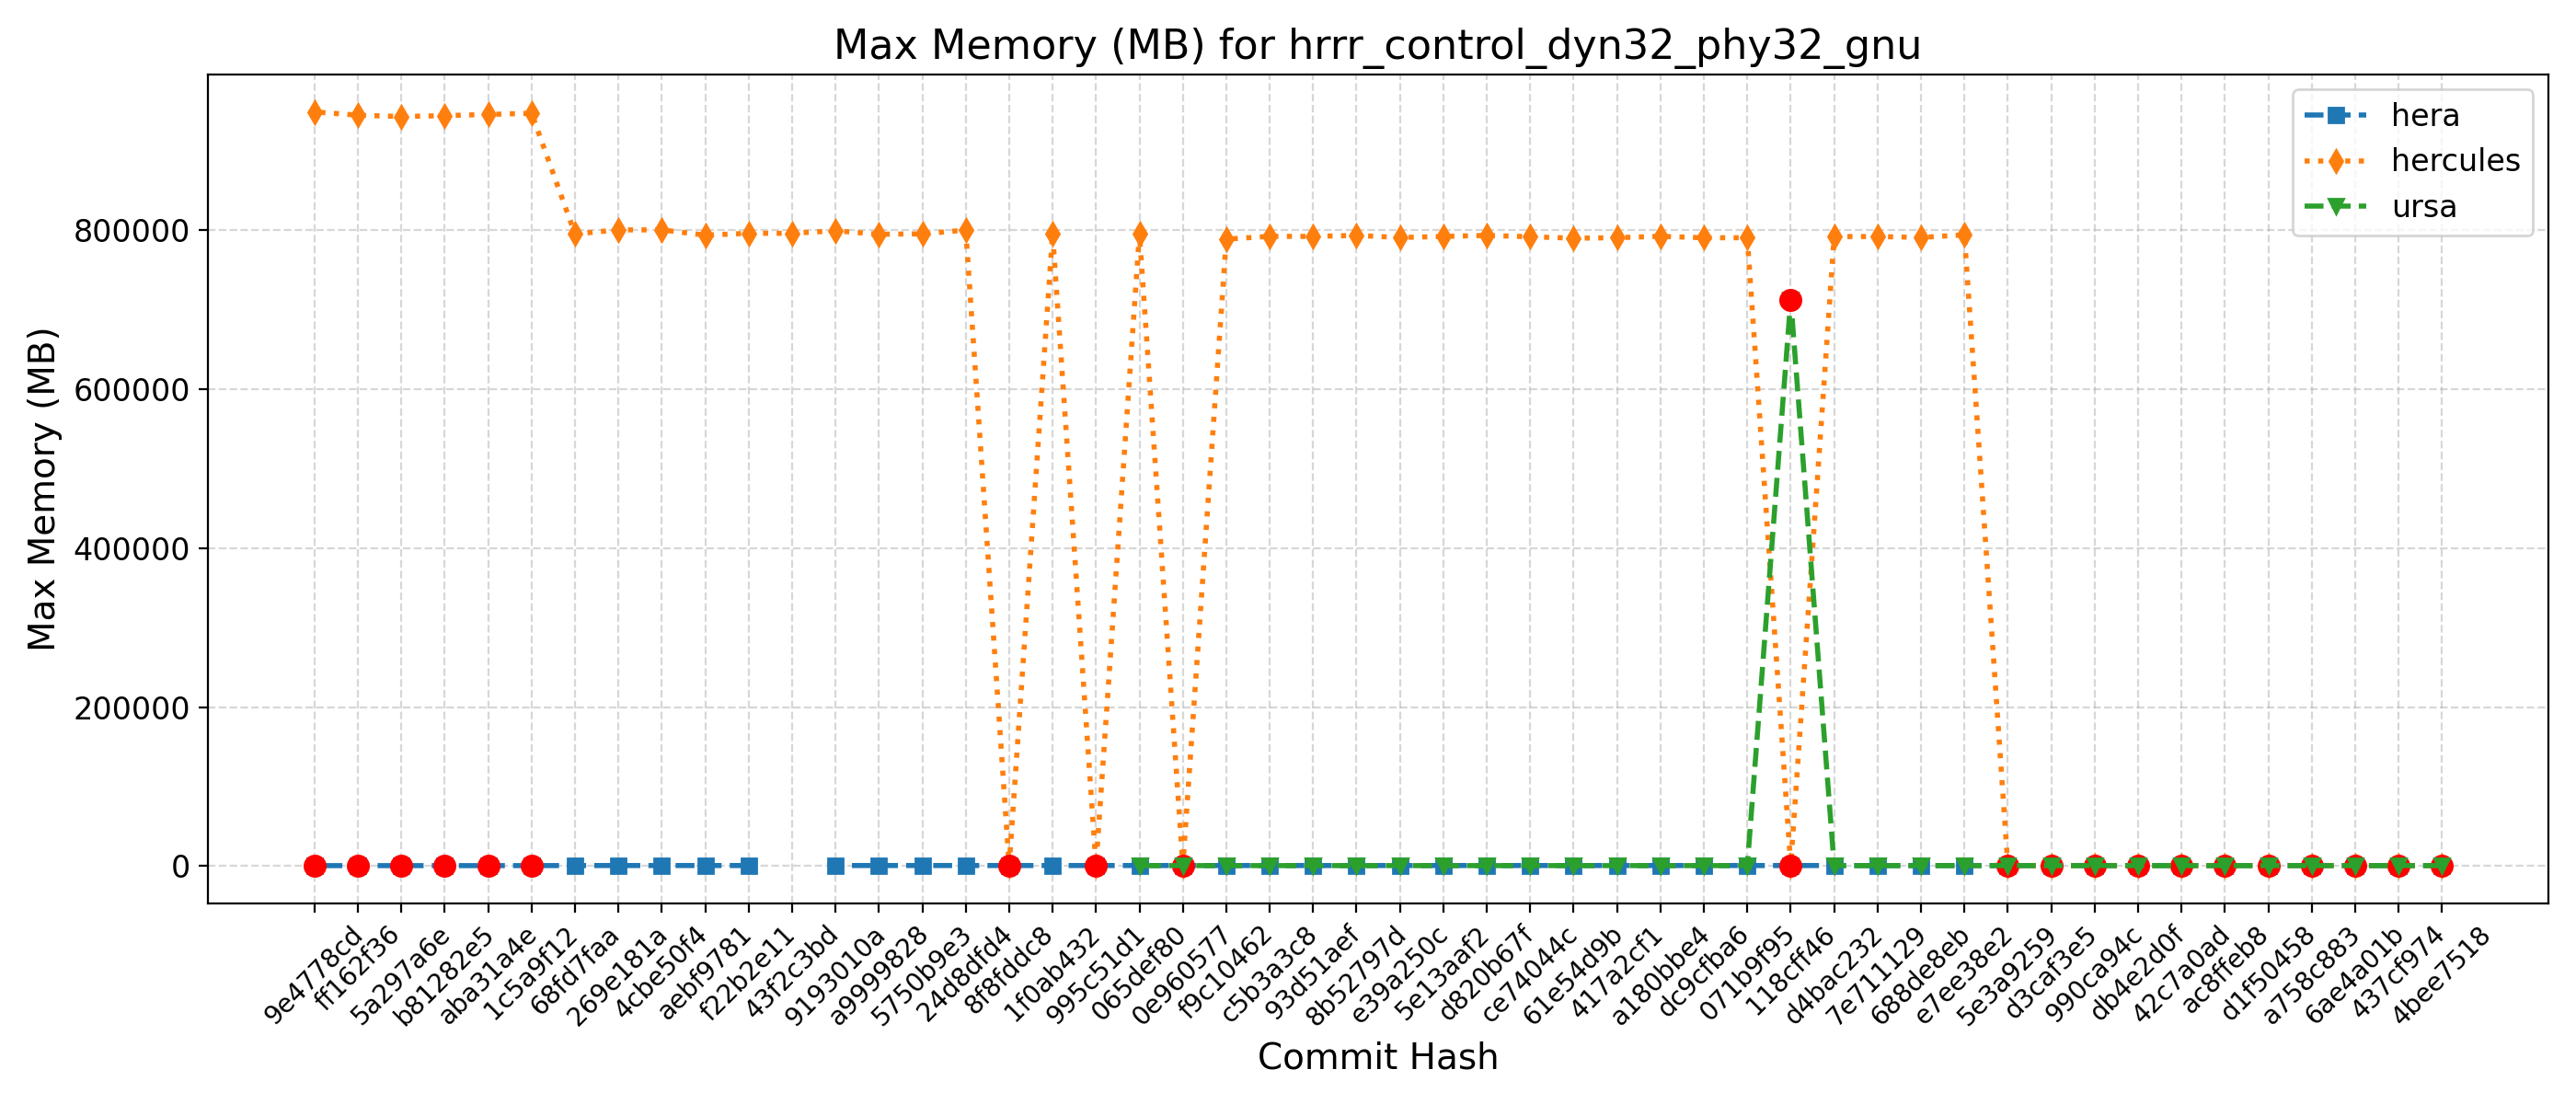 Max Memory (MB) for hrrr_control_dyn32_phy32_gnu
hera
hercules
ursa
Max Memory (MB)
800000
600000
400000
200000
0
9e4778cd
ff162f36
5a297a6e
b81282e5
aba31a4e
1c5a9f12
68fd7faa
269e181a
4cbe50f4
aebf9781
f22b2e11
43f2c3bd
9193010a
a9999828
5750b9e3
24d8dfd4
8f8fddc8
1f0ab432
995c51d1
065def80
0e960577
f9c10462
c5b3a3c8
93d51aef
8b52797d
e39a250c
5e13aaf2
d820b67f
ce74044c
61e54d9b
417a2cf1
a180bbe4
dc9cfba6
071b9f95
118cff46
d4bac232
7e711129
688de8eb
e7ee38e2
5e3a9259
d3caf3e5
990ca94c
db4e2d0f
42c7a0ad
ac8ffeb8
d1f50458
a758c883
6ae4a01b
437cf974
4bee7518
Commit Hash